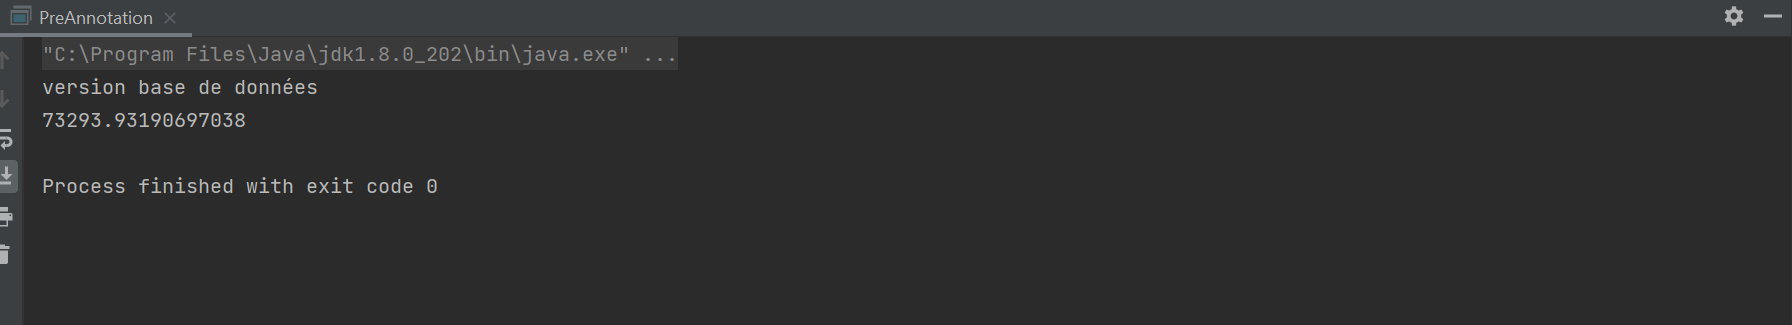 PreAnnotation
"C:\Program Files\Java\jdk1.8.0_202\bin\java.exe" ...
version base de données
73293.93190697038
Process finished with exit code 0